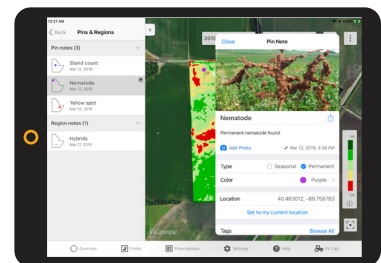 10:21 AM
Back
Pins & Regions
Pin notes (3)
Stand count
Mar 12, 2019
Nematode
Mar 12, 2019
Yellow spot
Mar 12, 2019
Region notes (1)
Hybrids
Mar 11, 2019
Close
Pin Note
Nematode
Permanent nematode found
Add Photo
Mar 12, 2019, 3:38 PM
Type
Seasonal
Permanent
Color
Purple
Location
40.463012, -89.758783
Set to my current location
Tags
Browse All
Overview
Fields
Prescriptions
Settings
Help
FV Cab